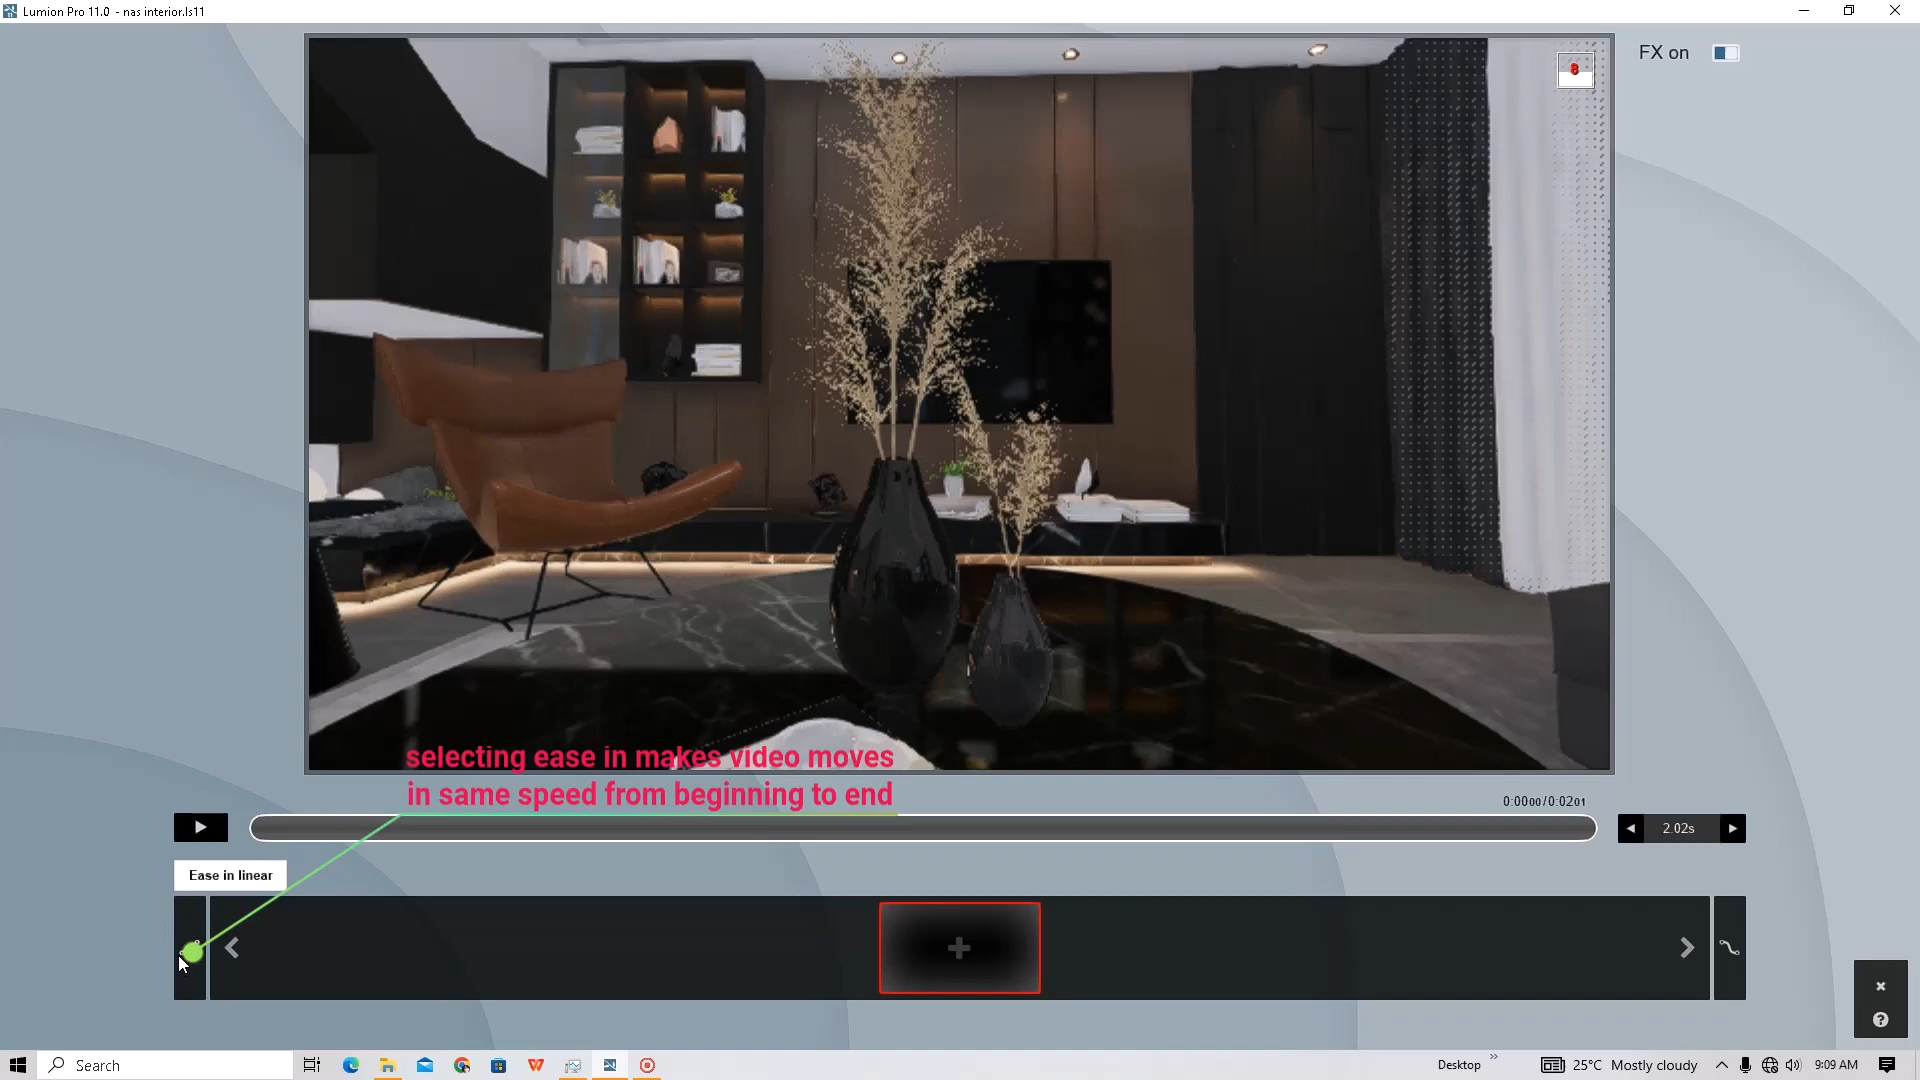 Lumion Pro 11.0 - nas interior.ls11
FX on
8
selecting ease in makes video moves
in same speed from beginning to end
0:0000/0:0201
2.02s
Ease in linear
Search
Desktop
25°C Mostly cloudy
9:09 AM